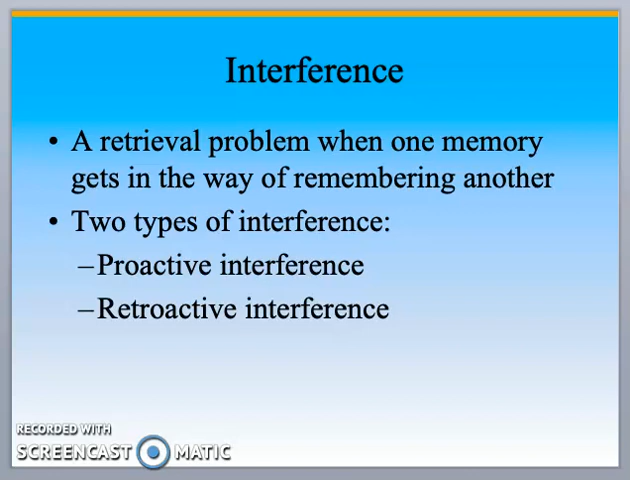 Interference
• A retrieval problem when one memory
gets in the way of remembering another
• Two types of interference:
–Proactive interference
–Retroactive interference
RECORDED WITH
SCREENCAST MATIC